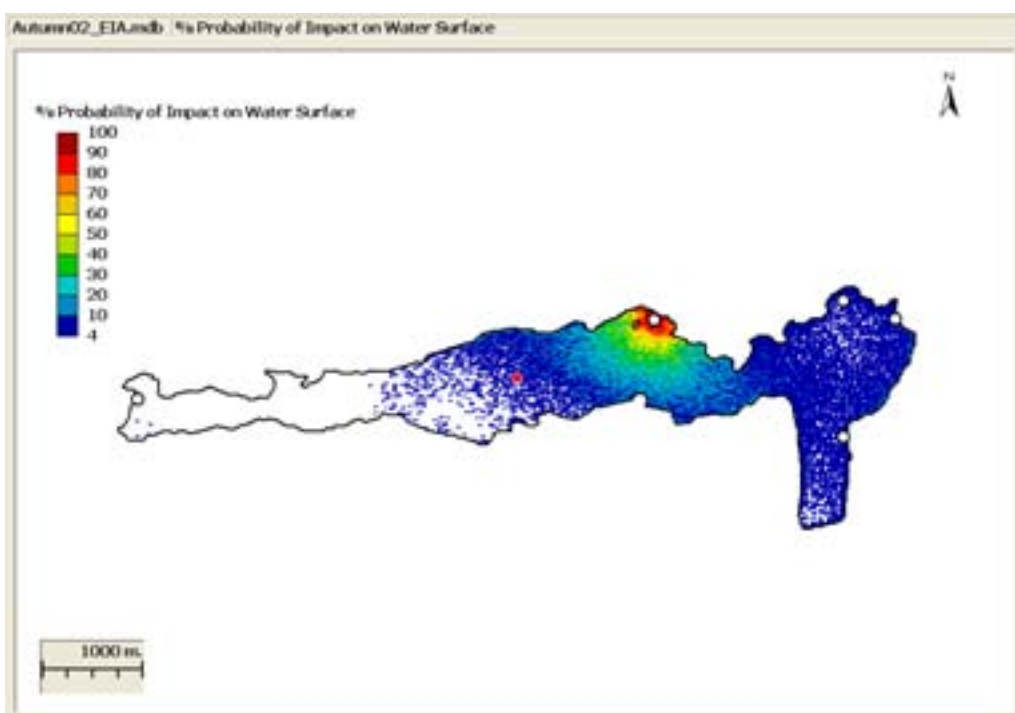 Autumn02_EIA.mdb % Probability of Impact on Water Surface
N
% Probability of Impact on Water Surface
100
90
80
70
60
50
40
30
20
10
4
1000 m.